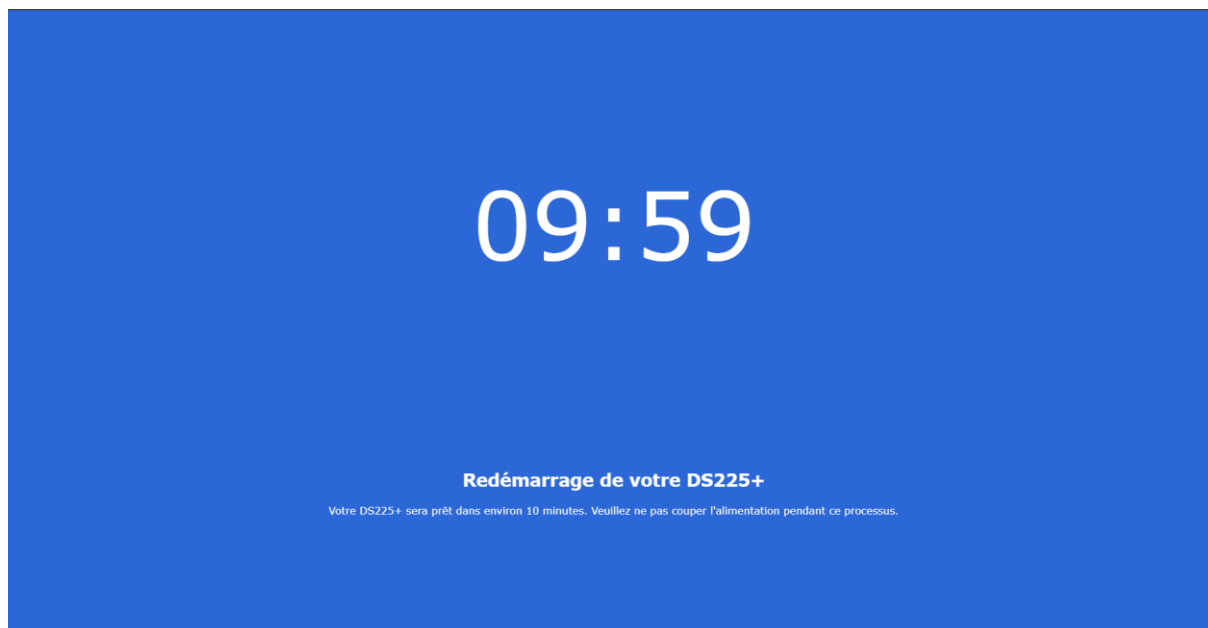 09:59
Redémarrage de votre DS225+
Votre DS225+ sera prêt dans environ 10 minutes. Veuillez ne pas couper l'alimentation pendant ce processus.